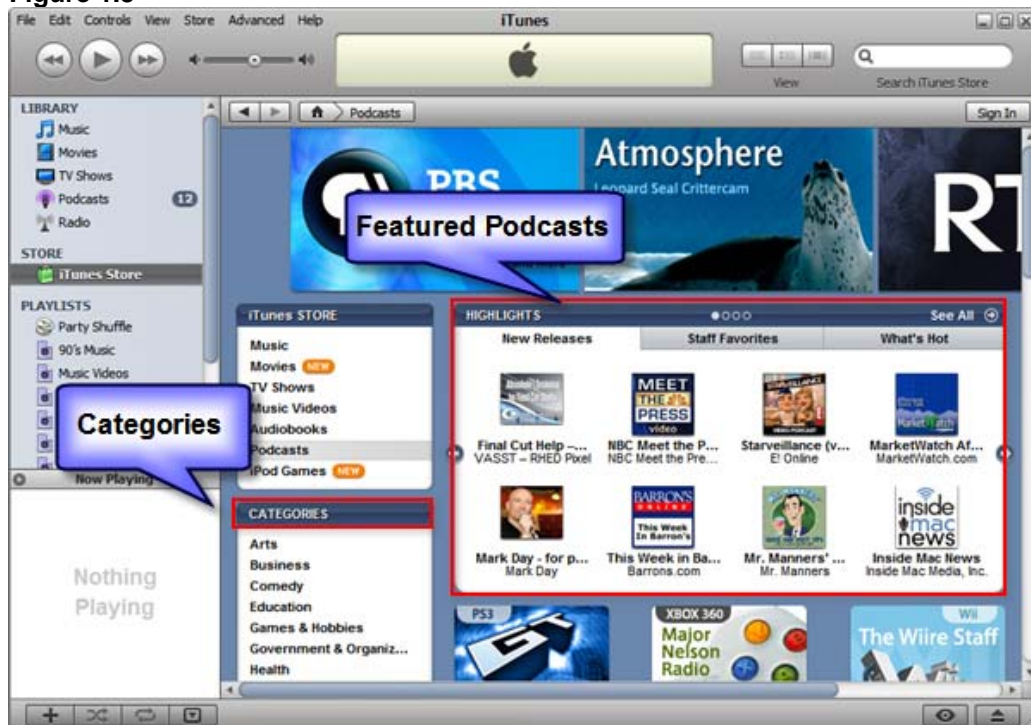 File Edit Controls View Store Advanced Help
iTunes
View
Search iTunes Store
LIBRARY
Music
Movies
TV Shows
Podcasts 12
Radio
STORE
iTunes Store
PLAYLISTS
Party Shuffle
90's Music
Music Videos
Now Playing
Nothing
Playing
Podcasts
Sign In
PBS
Atmosphere
Leopard Seal Crittercam
Featured Podcasts
Categories
iTunes STORE
Music
Movies NEW
TV Shows
Music Videos
Audiobooks
Podcasts
iPod Games NEW
CATEGORIES
Arts
Business
Comedy
Education
Games & Hobbies
Government & Organiz...
Health
HIGHLIGHTS
See All
New Releases
Staff Favorites
What's Hot
MEET
THE
PRESS
video
STARVEILLANCE
VIDEO PODCAST
MarketWatch
Final Cut Help –...
VASST – RHED Pixel
NBC Meet the P...
NBC Meet the Pre...
Starveillance (v...
E! Online
MarketWatch Af...
MarketWatch.com
BARRON'S
ONLINE
This Week
In Barron's
inside
mac
news
Mark Day - for p...
Mark Day
This Week in Ba...
Barrons.com
Mr. Manners' ...
Mr. Manners
Inside Mac News
Inside Mac Media, Inc.
PS3
XBOX 360
Major
Nelson
Radio
Wii
The Wiire Staff